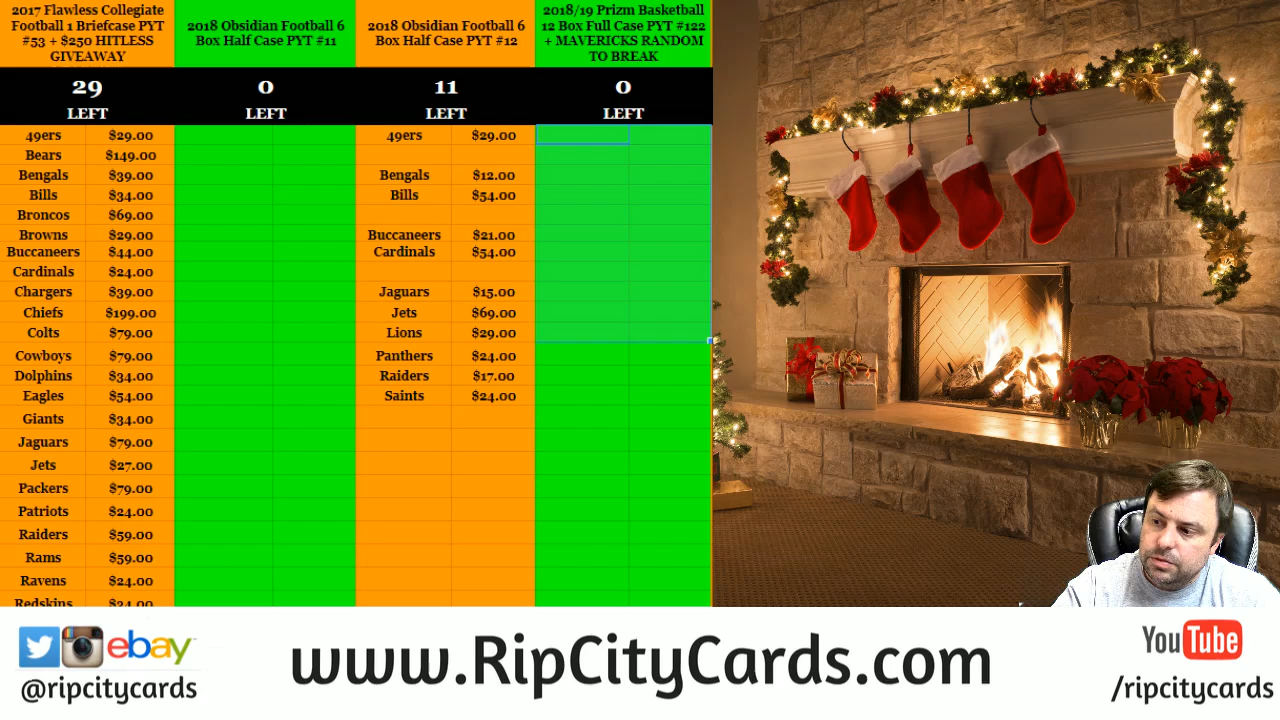 2017 Flawless Collegiate
Football 1 Briefcase PYT
#53 + $250 HITLESS
GIVEAWAY
2018 Obsidian Football 6
Box Half Case PYT #11
2018 Obsidian Football 6
Box Half Case PYT #12
2018/19 Prizm Basketball
12 Box Full Case PYT #122
+ MAVERICKS RANDOM
TO BREAK
29
LEFT
0
LEFT
11
LEFT
0
LEFT
49ers $29.00
Bears $149.00
Bengals $39.00
Bills $34.00
Broncos $69.00
Browns $29.00
Buccaneers $44.00
Cardinals $24.00
Chargers $39.00
Chiefs $199.00
Colts $79.00
Cowboys $79.00
Dolphins $34.00
Eagles $54.00
Giants $34.00
Jaguars $79.00
Jets $27.00
Packers $79.00
Patriots $24.00
Raiders $59.00
Rams $59.00
Ravens $24.00
Redskins $34.00
49ers $29.00
Bengals $12.00
Bills $54.00
Buccaneers $21.00
Cardinals $54.00
Jaguars $15.00
Jets $69.00
Lions $29.00
Panthers $24.00
Raiders $17.00
Saints $24.00
ebay
@ripcitycards
www.RipCityCards.com
YouTube
/ripcitycards